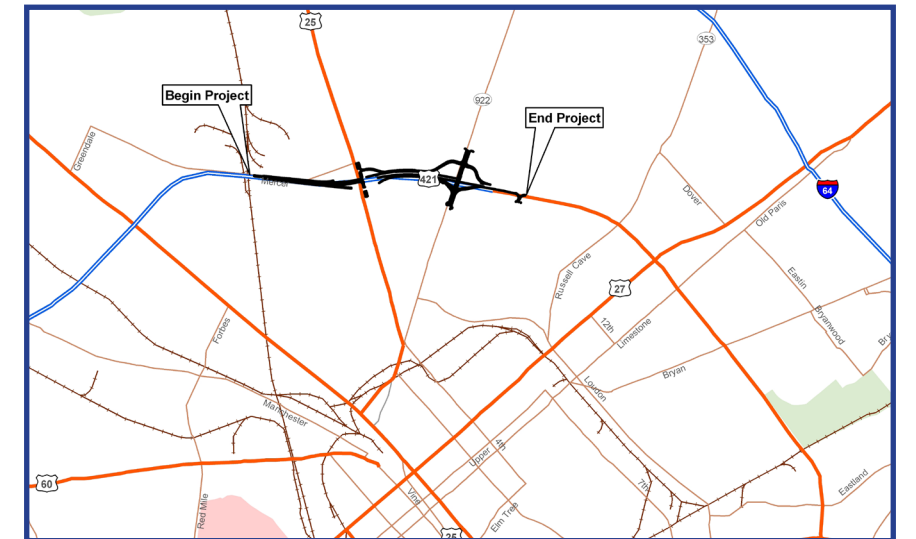 25
353
922
Begin Project
End Project
Greendale
Mercer
421
64
Dover
Old Paris
Russell Cave
27
Eastin
12th
Limestone
Bryanwood
Forbes
Bryan
London
Manchester
4th
Upper
60
7th
Vine
Red Mile
Elm Tree
Eastland
25